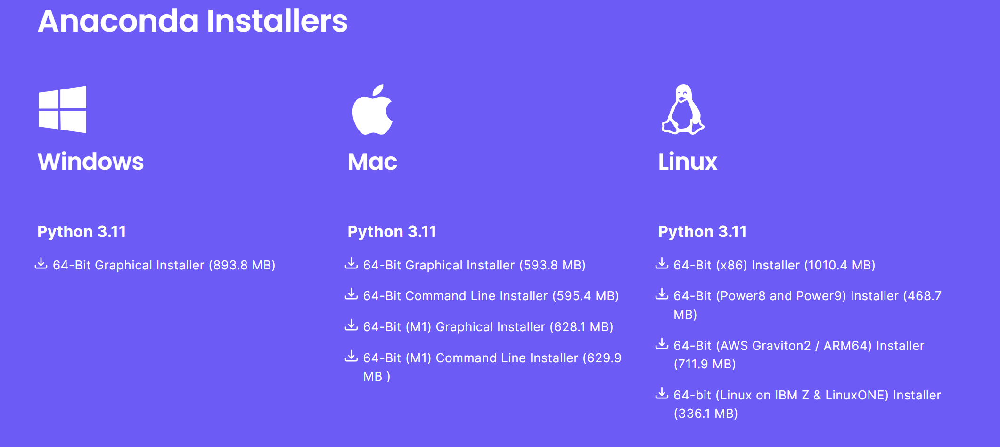 Anaconda Installers
Windows
Python 3.11
64-Bit Graphical Installer (893.8 MB)
Mac
Python 3.11
64-Bit Graphical Installer (593.8 MB)
64-Bit Command Line Installer (595.4 MB)
64-Bit (M1) Graphical Installer (628.1 MB)
64-Bit (M1) Command Line Installer (629.9
MB )
Linux
Python 3.11
64-Bit (x86) Installer (1010.4 MB)
64-Bit (Power8 and Power9) Installer (468.7
MB)
64-Bit (AWS Graviton2 / ARM64) Installer
(711.9 MB)
64-bit (Linux on IBM Z & LinuxONE) Installer
(336.1 MB)